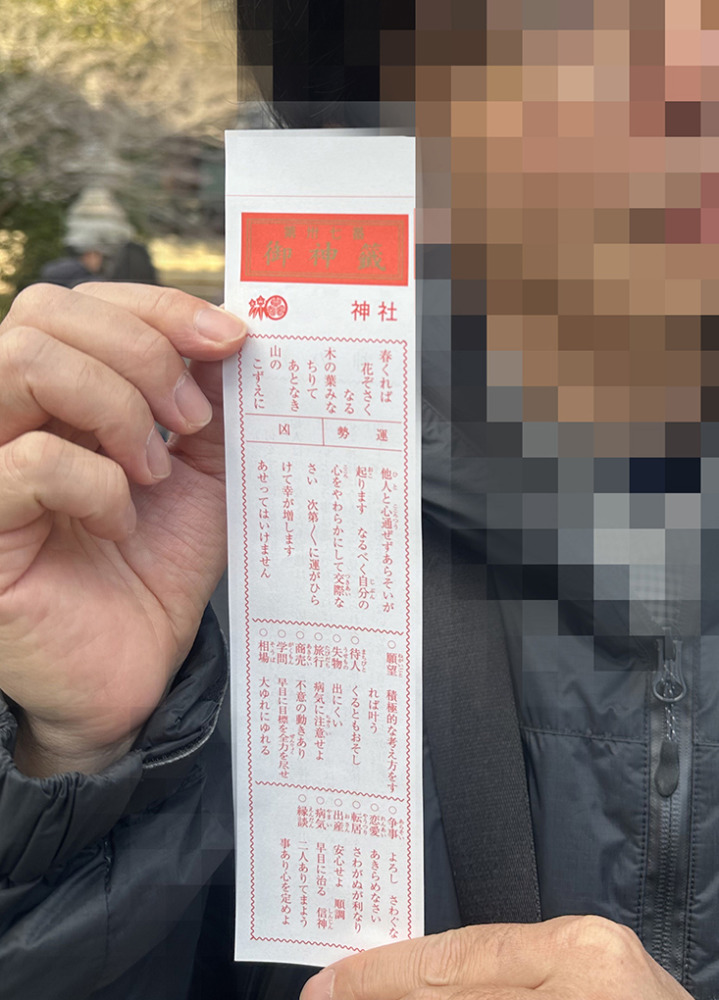 御神籤
神社
春くれば
花ぞさく
なる
木の葉みな
ちりて
あとなき
山の
こずえに
運勢
凶
他人と心通ぜずあらそいが
起ります なるべく自分の
心をやわらかにして交際な
さい 次第〳〵に運がひら
けて幸が増します
あせってはいけません
○願望 積極的な考え方をす
れば叶う
○待人 くるともおそし
○失物 出にくい
○旅行 病気に注意せよ
○商売 不意の動きあり
○学問 早目に目標を全力を尽せ
○相場 大ゆれにゆれる
○争事 よろし さわぐな
○恋愛 あきらめなさい
○転居 さわがぬが利なり
○出産 安心せよ 順調
○病気 早目に治る 信神
○縁談 二人ありてまよう
事あり心を定めよ